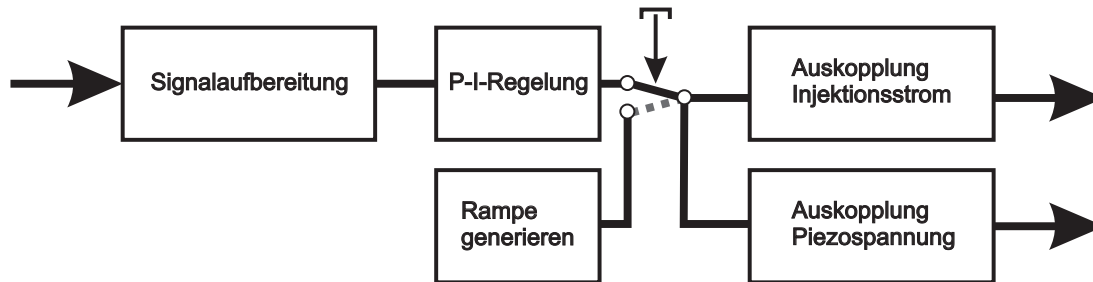 Signalaufbereitung
P-I-Regelung
Auskopplung
Injektionsstrom
Rampe
generieren
Auskopplung
Piezospannung